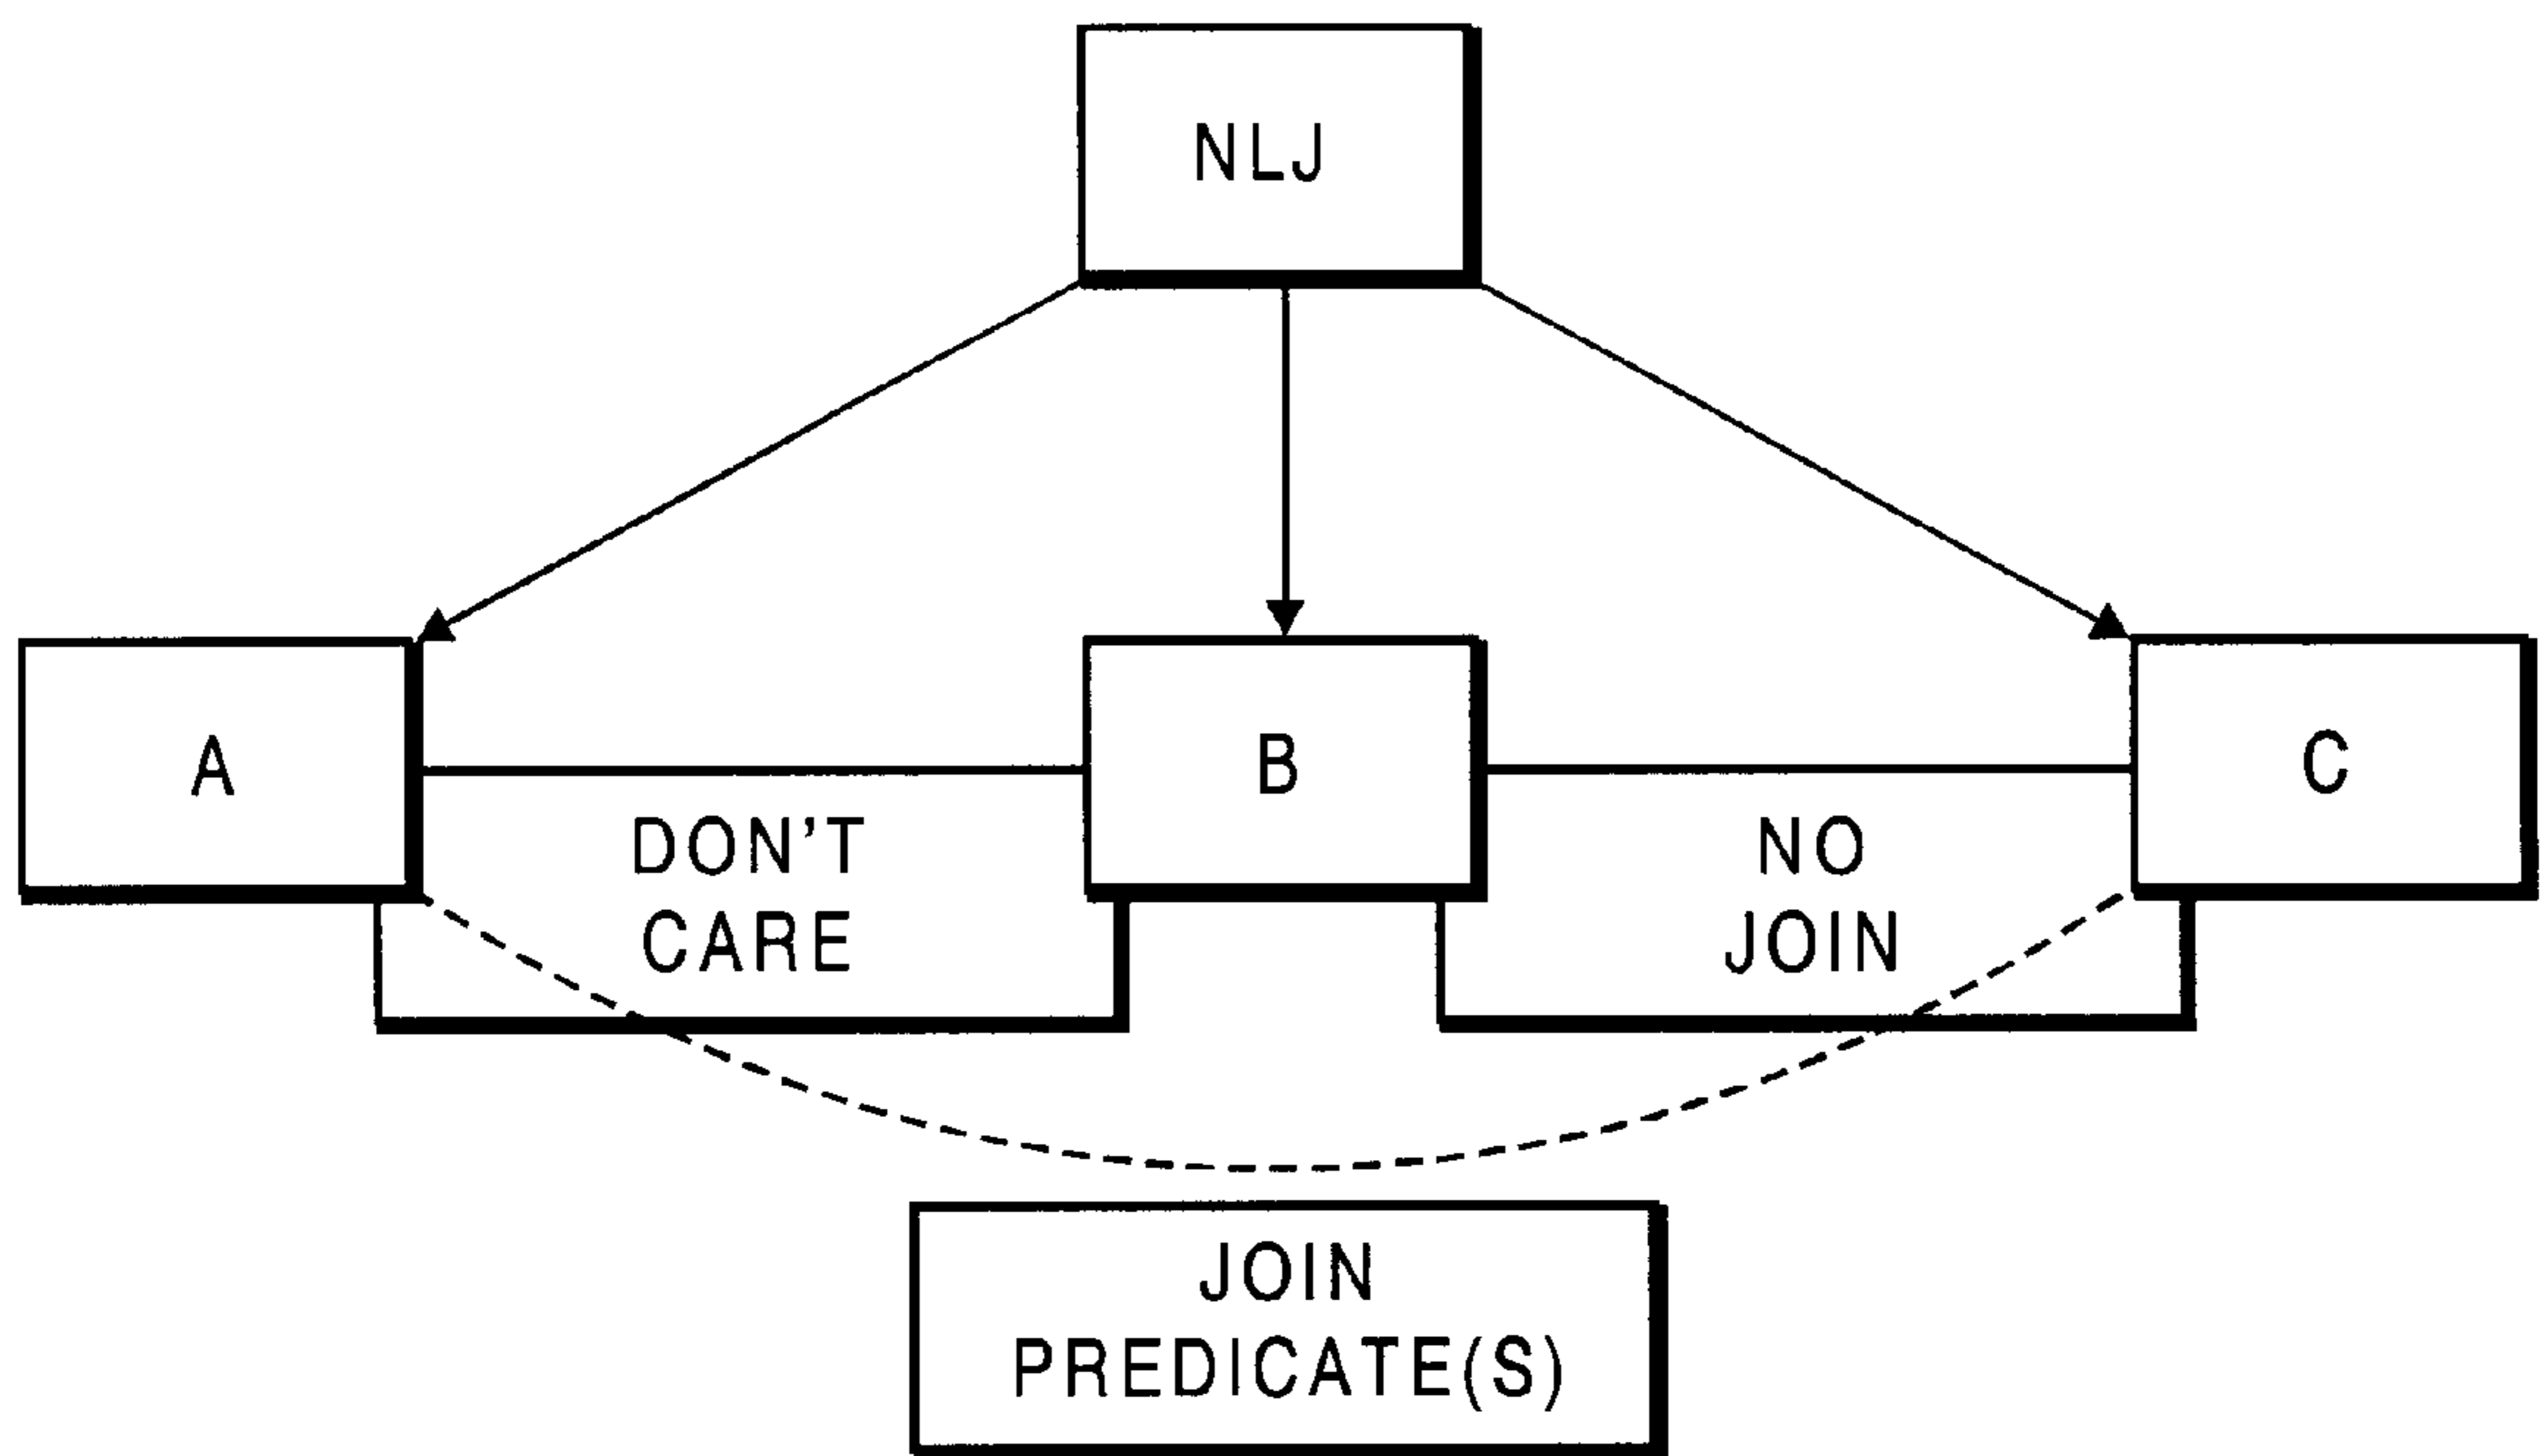 NLJ
A
B
C
DON'T
CARE
NO
JOIN
JOIN
PREDICATE(S)